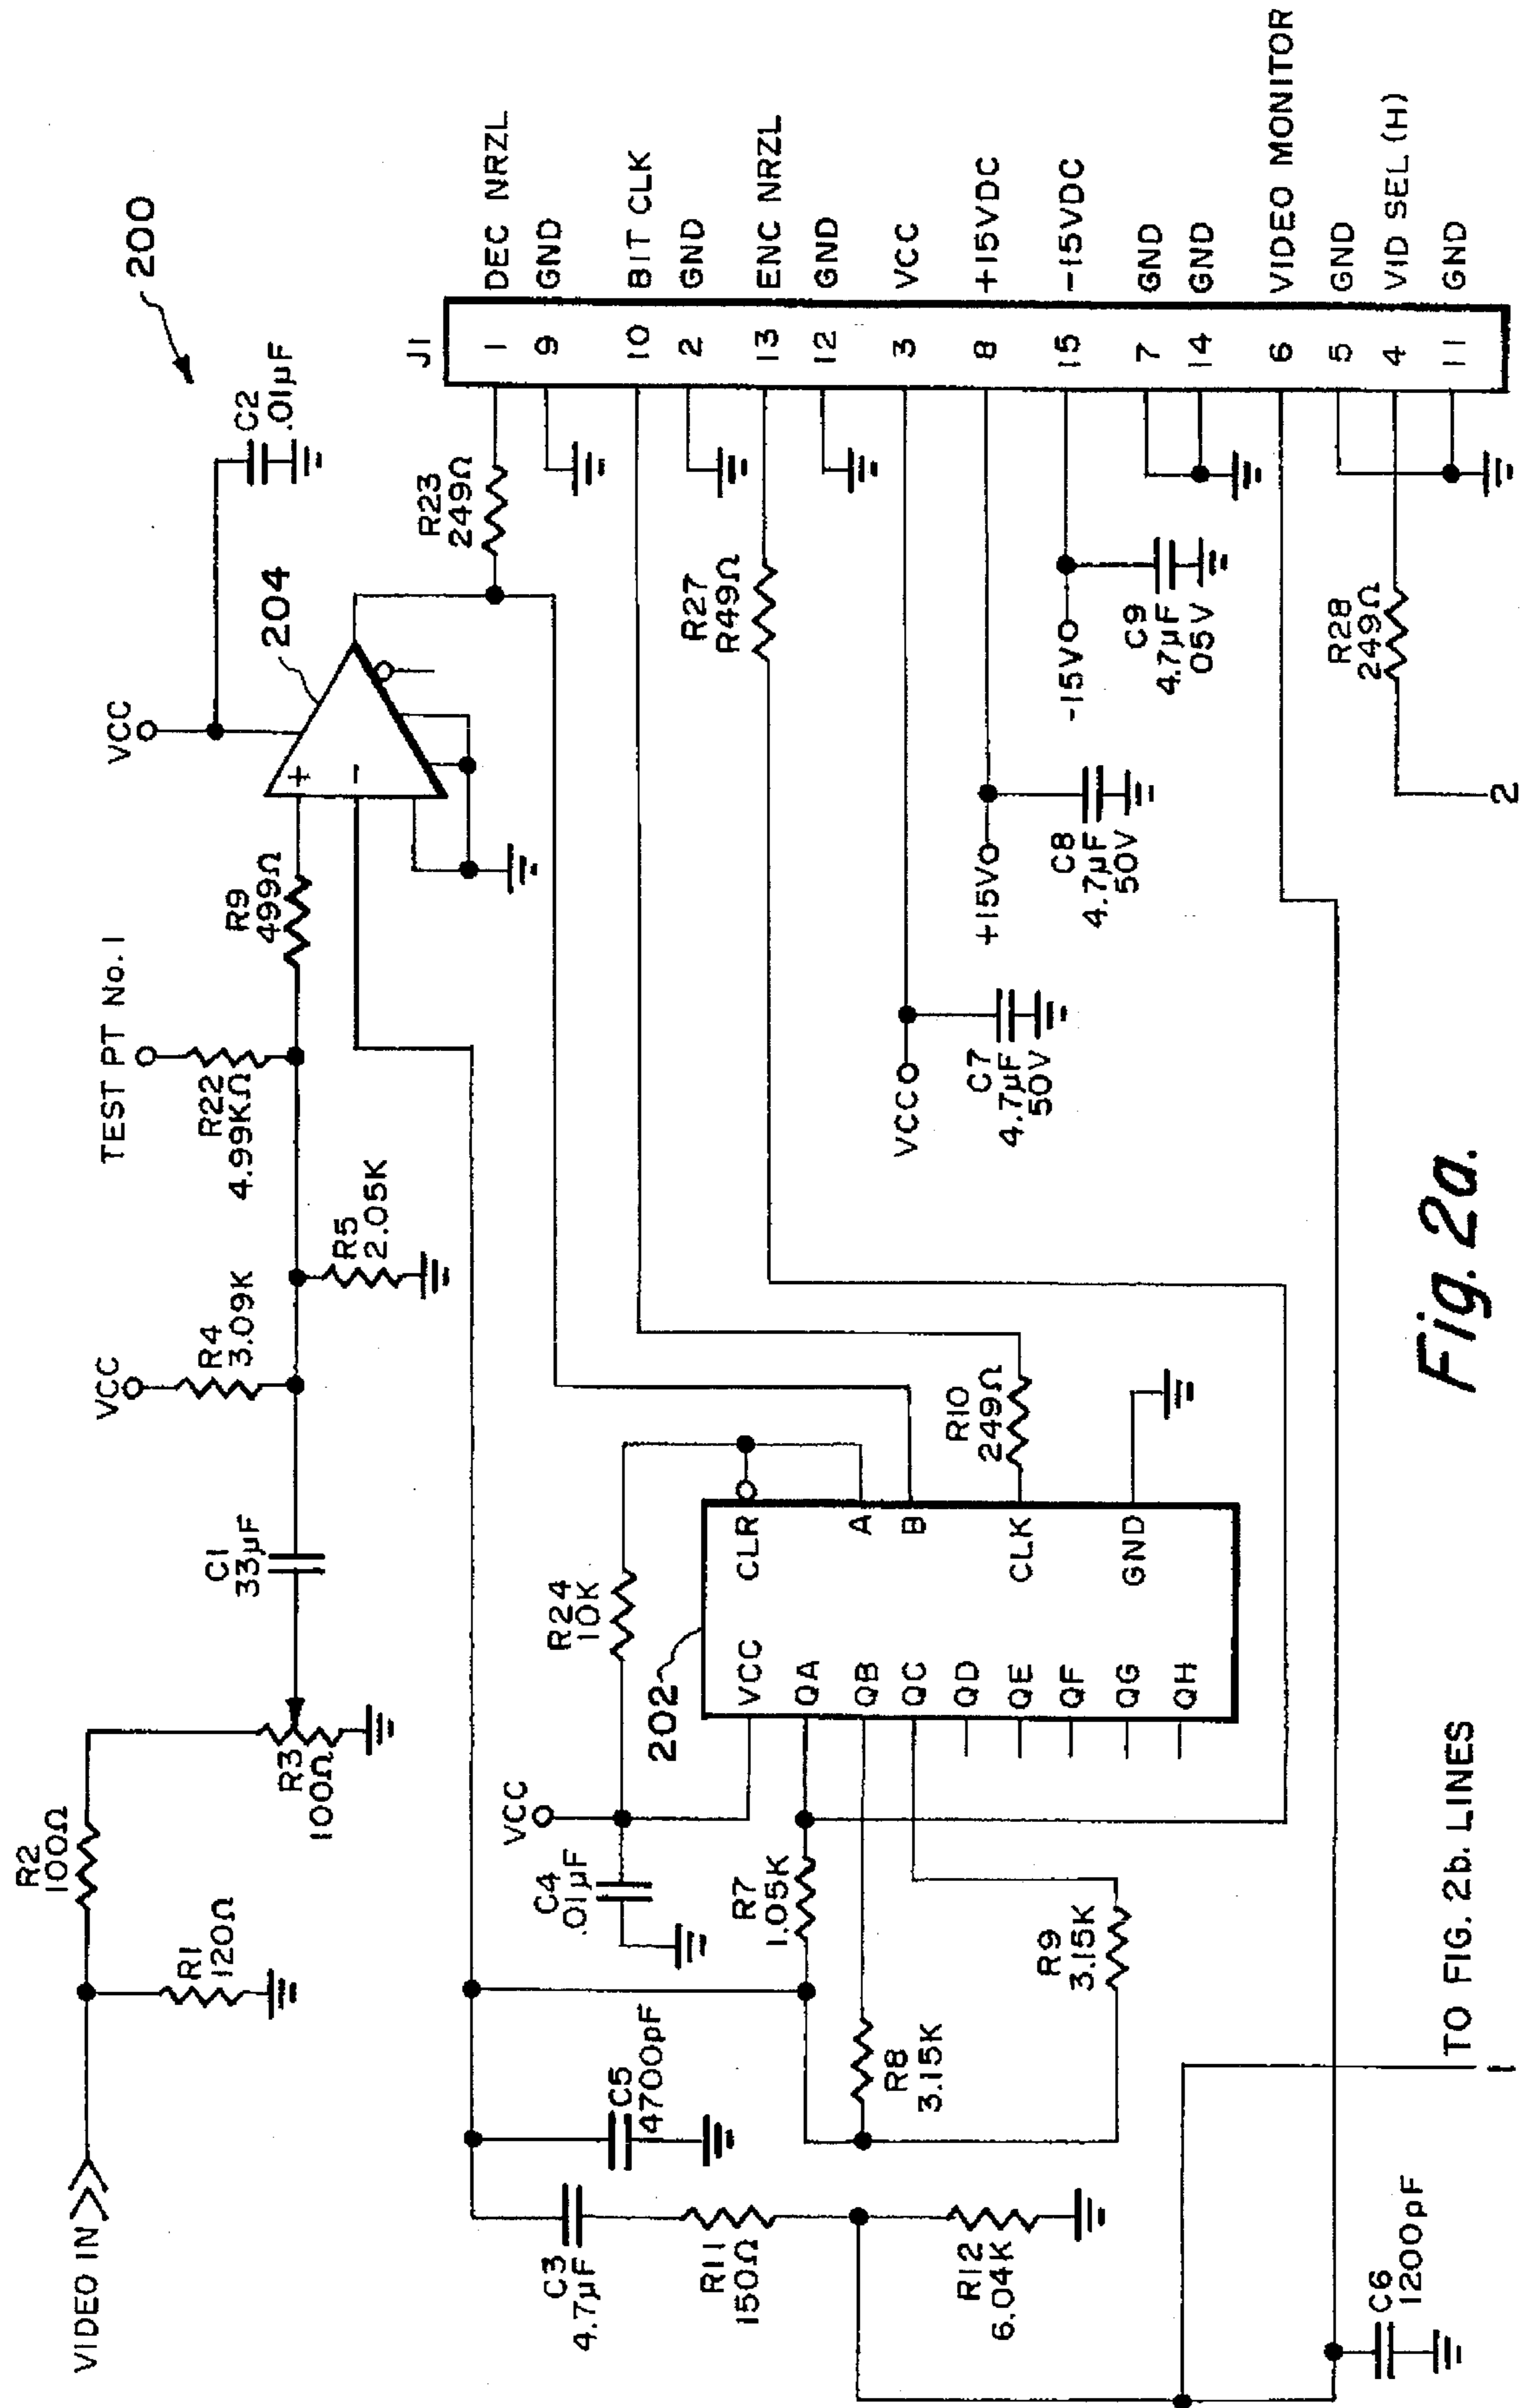 200
VIDEO IN
R2
100Ω
R1
120Ω
R3
100Ω
C1
33µF
VCC
R4
3.09K
R5
2.05K
TEST PT No. 1
R22
4.99KΩ
R9
499Ω
VCC
+
−
204
C2
.01µF
R23
249Ω
J1
1 DEC NRZL
9 GND
10 BIT CLK
2 GND
13 ENC NRZL
12 GND
3 VCC
8 +15VDC
15 -15VDC
7 GND
14 GND
6 VIDEO MONITOR
5 GND
4 VID SEL (H)
11 GND
R27
R49Ω
VCC
C7
4.7µF
50V
+15V
C8
4.7µF
50V
-15V
C9
4.7µF
05V
R28
249Ω
2
VCC
C4
.01µF
R24
10K
202
VCC
QA
QB
QC
QD
QE
QF
QG
QH
CLR
A
B
CLK
GND
R10
249Ω
R7
1.05K
R8
3.15K
R9
3.15K
C5
4700pF
C3
4.7µF
R11
150Ω
R12
6.04K
C6
1200pF
1
TO FIG. 2b. LINES
Fig. 2a.